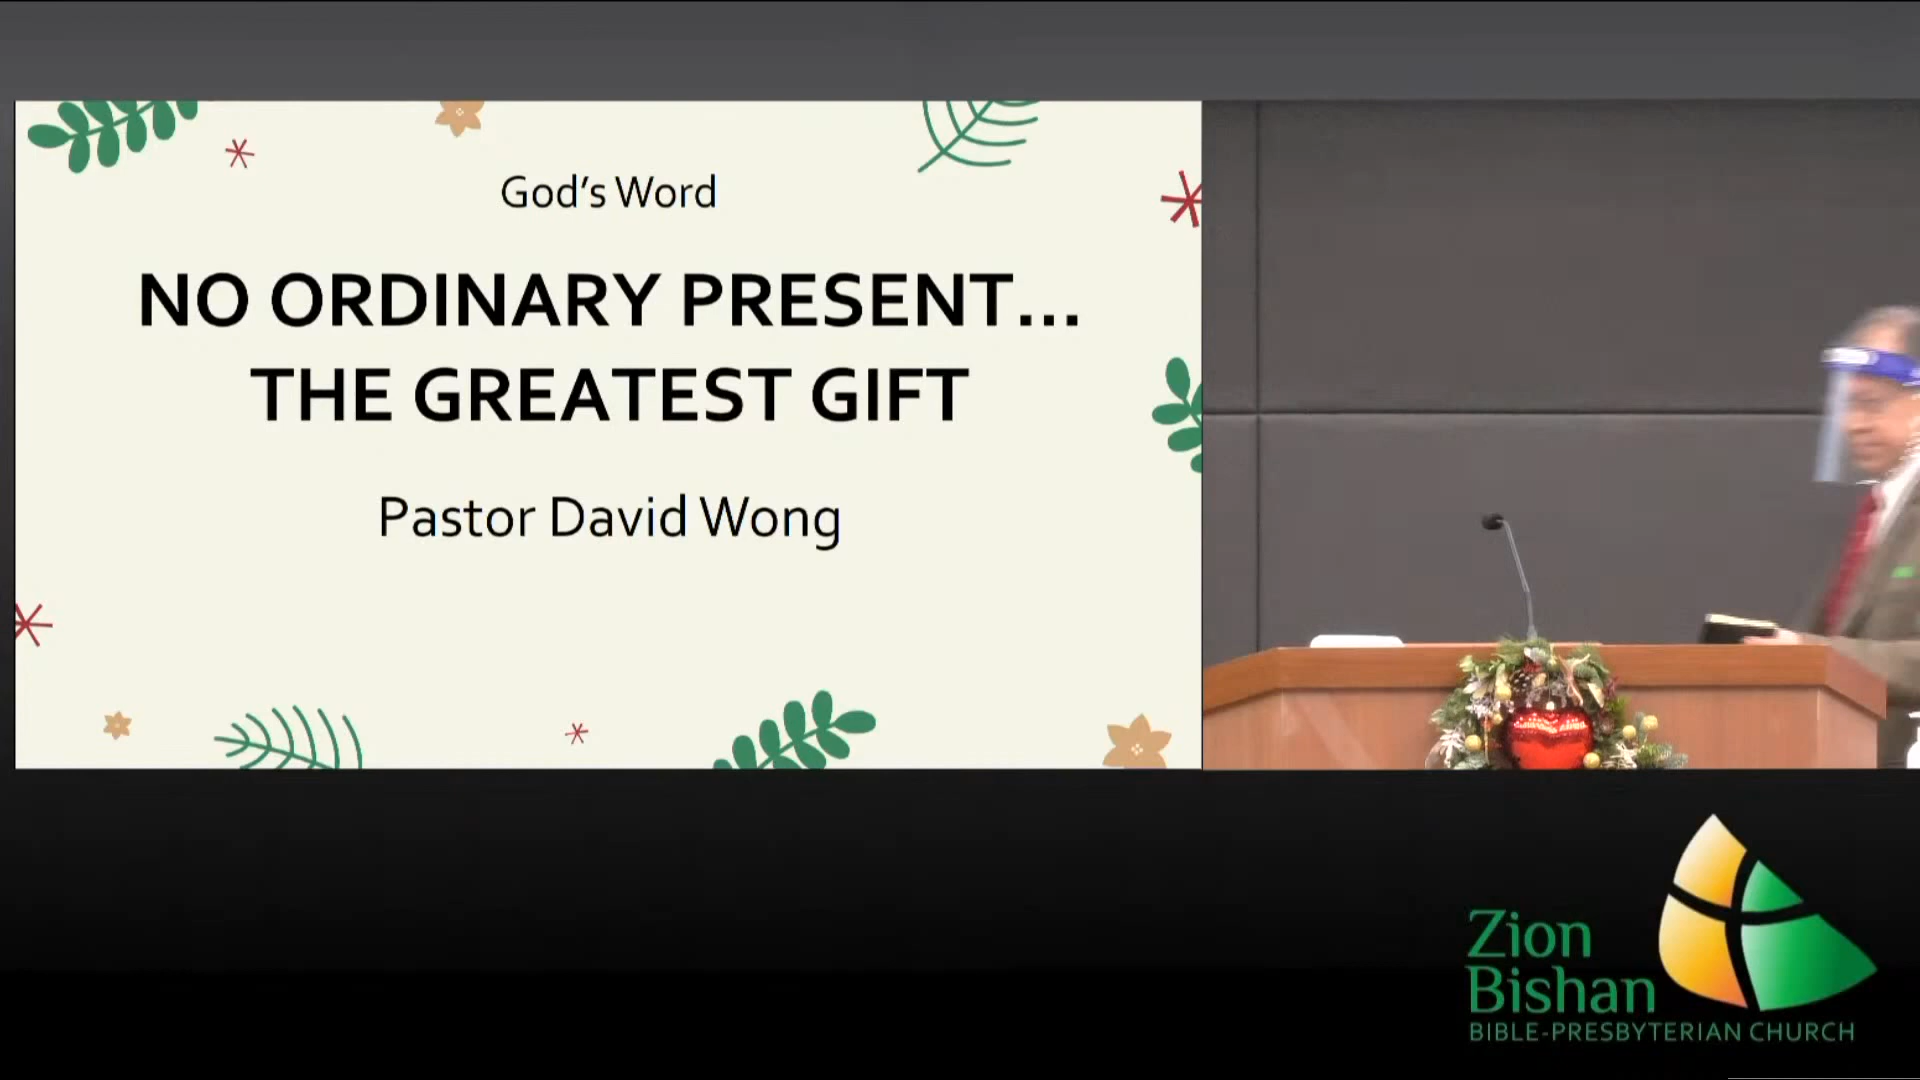 God's Word
NO ORDINARY PRESENT...
THE GREATEST GIFT
Pastor David Wong
Zion
Bishan
BIBLE-PRESBYTERIAN CHURCH